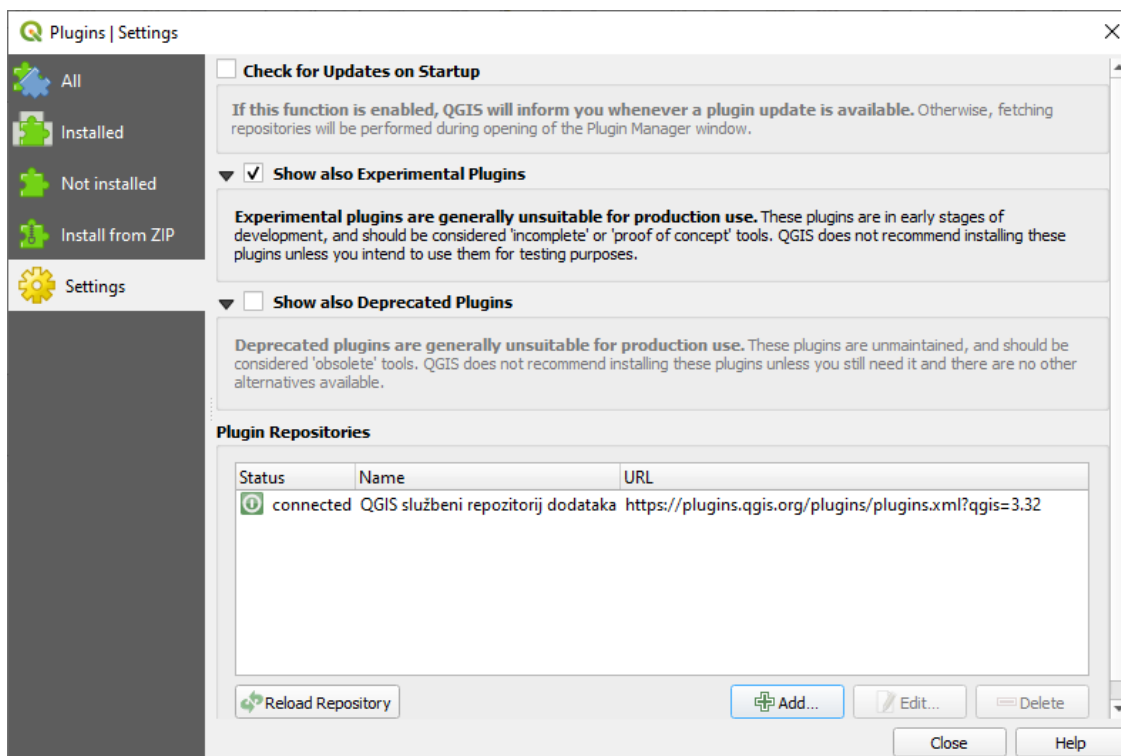 Plugins | Settings
All
Installed
Not installed
Install from ZIP
Settings
Check for Updates on Startup
If this function is enabled, QGIS will inform you whenever a plugin update is available. Otherwise, fetching
repositories will be performed during opening of the Plugin Manager window.
Show also Experimental Plugins
Experimental plugins are generally unsuitable for production use. These plugins are in early stages of
development, and should be considered 'incomplete' or 'proof of concept' tools. QGIS does not recommend installing these
plugins unless you intend to use them for testing purposes.
Show also Deprecated Plugins
Deprecated plugins are generally unsuitable for production use. These plugins are unmaintained, and should be
considered 'obsolete' tools. QGIS does not recommend installing these plugins unless you still need it and there are no other
alternatives available.
Plugin Repositories
Status Name URL
connected QGIS službeni repozitorij dodataka https://plugins.qgis.org/plugins/plugins.xml?qgis=3.32
Reload Repository Add... Edit... Delete
Close Help